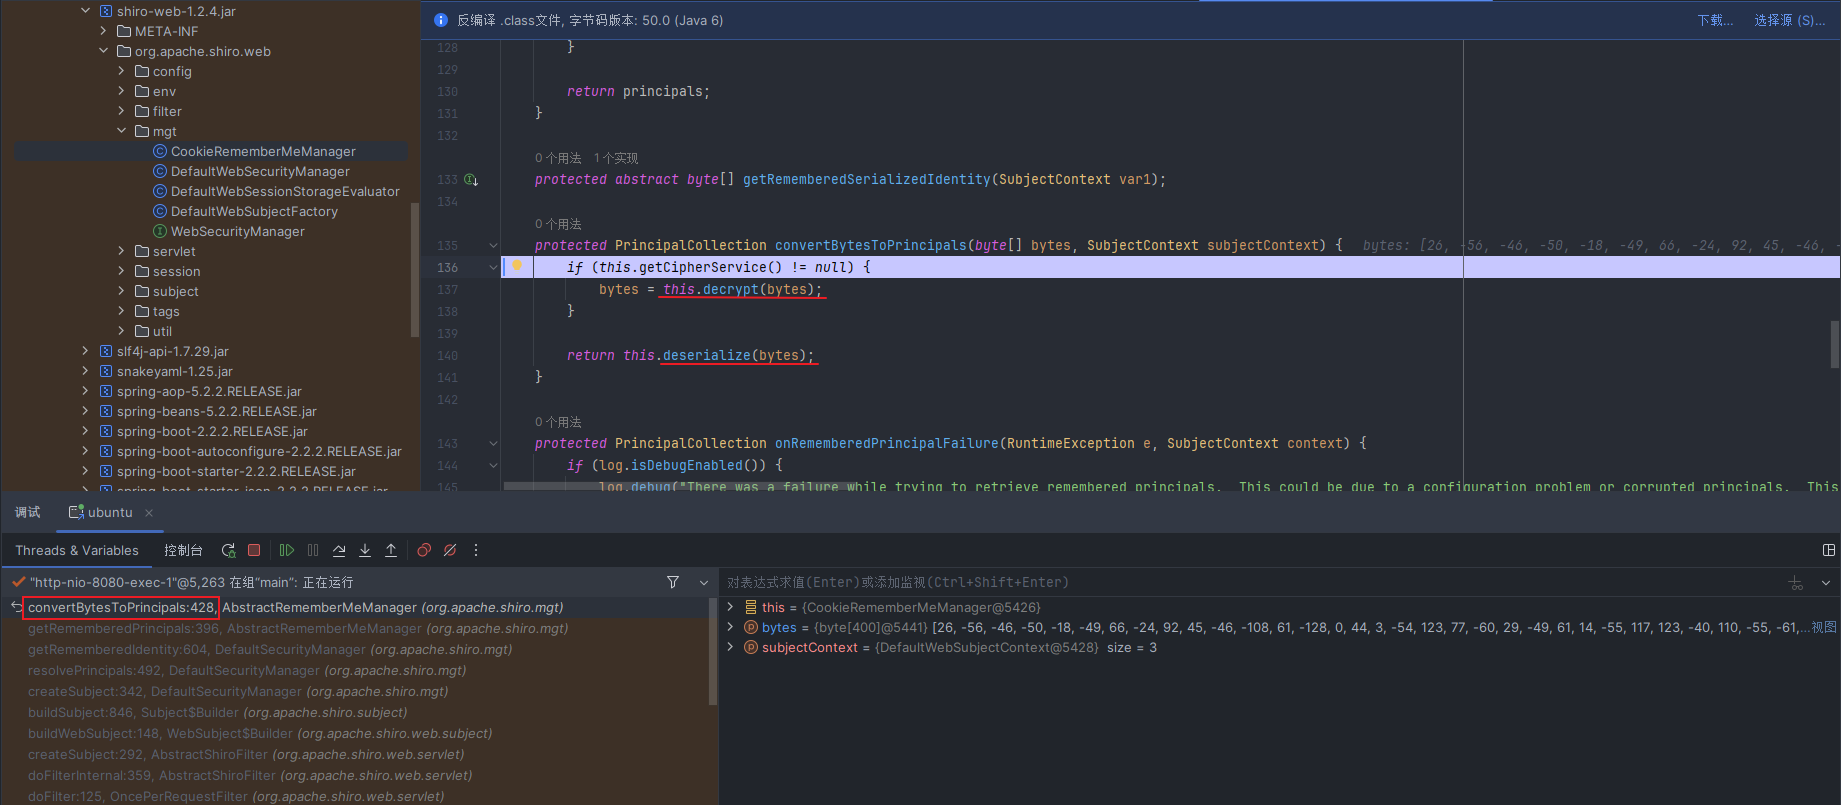 shiro-web-1.2.4.jar
META-INF
org.apache.shiro.web
config
env
filter
mgt
CookieRememberMeManager
DefaultWebSecurityManager
DefaultWebSessionStorageEvaluator
DefaultWebSubjectFactory
WebSecurityManager
servlet
session
subject
tags
util
slf4j-api-1.7.29.jar
snakeyaml-1.25.jar
spring-aop-5.2.2.RELEASE.jar
spring-beans-5.2.2.RELEASE.jar
spring-boot-2.2.2.RELEASE.jar
spring-boot-autoconfigure-2.2.2.RELEASE.jar
spring-boot-starter-2.2.2.RELEASE.jar
spring-boot-starter-json-2.2.2.RELEASE.jar
反编译 .class文件, 字节码版本: 50.0 (Java 6)
下载... 选择源 (S)...
128 }
129
130 return principals;
131 }
132
0 个用法 1 个实现
133 protected abstract byte[] getRememberedSerializedIdentity(SubjectContext var1);
134
0 个用法
135 protected PrincipalCollection convertBytesToPrincipals(byte[] bytes, SubjectContext subjectContext) { bytes: [26, -56, -46, -50, -18, -49, 66, -24, 92, 45, -46, -
136 if (this.getCipherService() != null) {
137 bytes = this.decrypt(bytes);
138 }
139
140 return this.deserialize(bytes);
141 }
142
0 个用法
143 protected PrincipalCollection onRememberedPrincipalFailure(RuntimeException e, SubjectContext context) {
144 if (log.isDebugEnabled()) {
145 log.debug("There was a failure while trying to retrieve remembered principals.  This could be due to a configuration problem or corrupted principals.  This
调试 ubuntu
Threads & Variables 控制台
"http-nio-8080-exec-1"@5,263 在组"main": 正在运行
convertBytesToPrincipals:428, AbstractRememberMeManager (org.apache.shiro.mgt)
getRememberedPrincipals:396, AbstractRememberMeManager (org.apache.shiro.mgt)
getRememberedIdentity:604, DefaultSecurityManager (org.apache.shiro.mgt)
resolvePrincipals:492, DefaultSecurityManager (org.apache.shiro.mgt)
createSubject:342, DefaultSecurityManager (org.apache.shiro.mgt)
buildSubject:846, Subject$Builder (org.apache.shiro.subject)
buildWebSubject:148, WebSubject$Builder (org.apache.shiro.web.subject)
createSubject:292, AbstractShiroFilter (org.apache.shiro.web.servlet)
doFilterInternal:359, AbstractShiroFilter (org.apache.shiro.web.servlet)
doFilter:125, OncePerRequestFilter (org.apache.shiro.web.servlet)
对表达式求值(Enter)或添加监视(Ctrl+Shift+Enter)
this = {CookieRememberMeManager@5426}
bytes = {byte[400]@5441} [26, -56, -46, -50, -18, -49, 66, -24, 92, 45, -46, -108, 61, -128, 0, 44, 3, -54, 123, 77, -60, 29, -49, 61, 14, -55, 117, 123, -40, 110, -55, -61,...视图
subjectContext = {DefaultWebSubjectContext@5428} size = 3